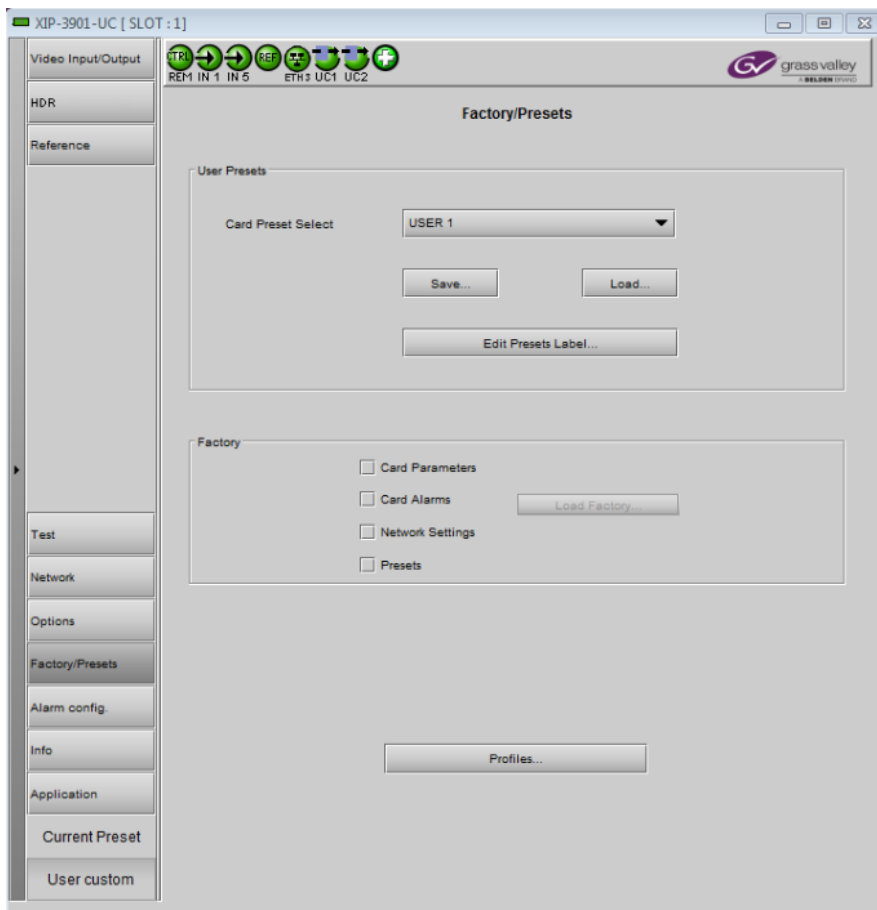 XIP-3901-UC [ SLOT : 1]
Video Input/Output
HDR
Reference
Test
Network
Options
Factory/Presets
Alarm config.
Info
Application
Current Preset
User custom
CTRL REF
REM IN 1 IN 5 ETH 3 UC1 UC2
GV grass valley
A BELDEN BRAND
Factory/Presets
User Presets
Card Preset Select USER 1
Save... Load...
Edit Presets Label...
Factory
Card Parameters
Card Alarms
Load Factory...
Network Settings
Presets
Profiles...